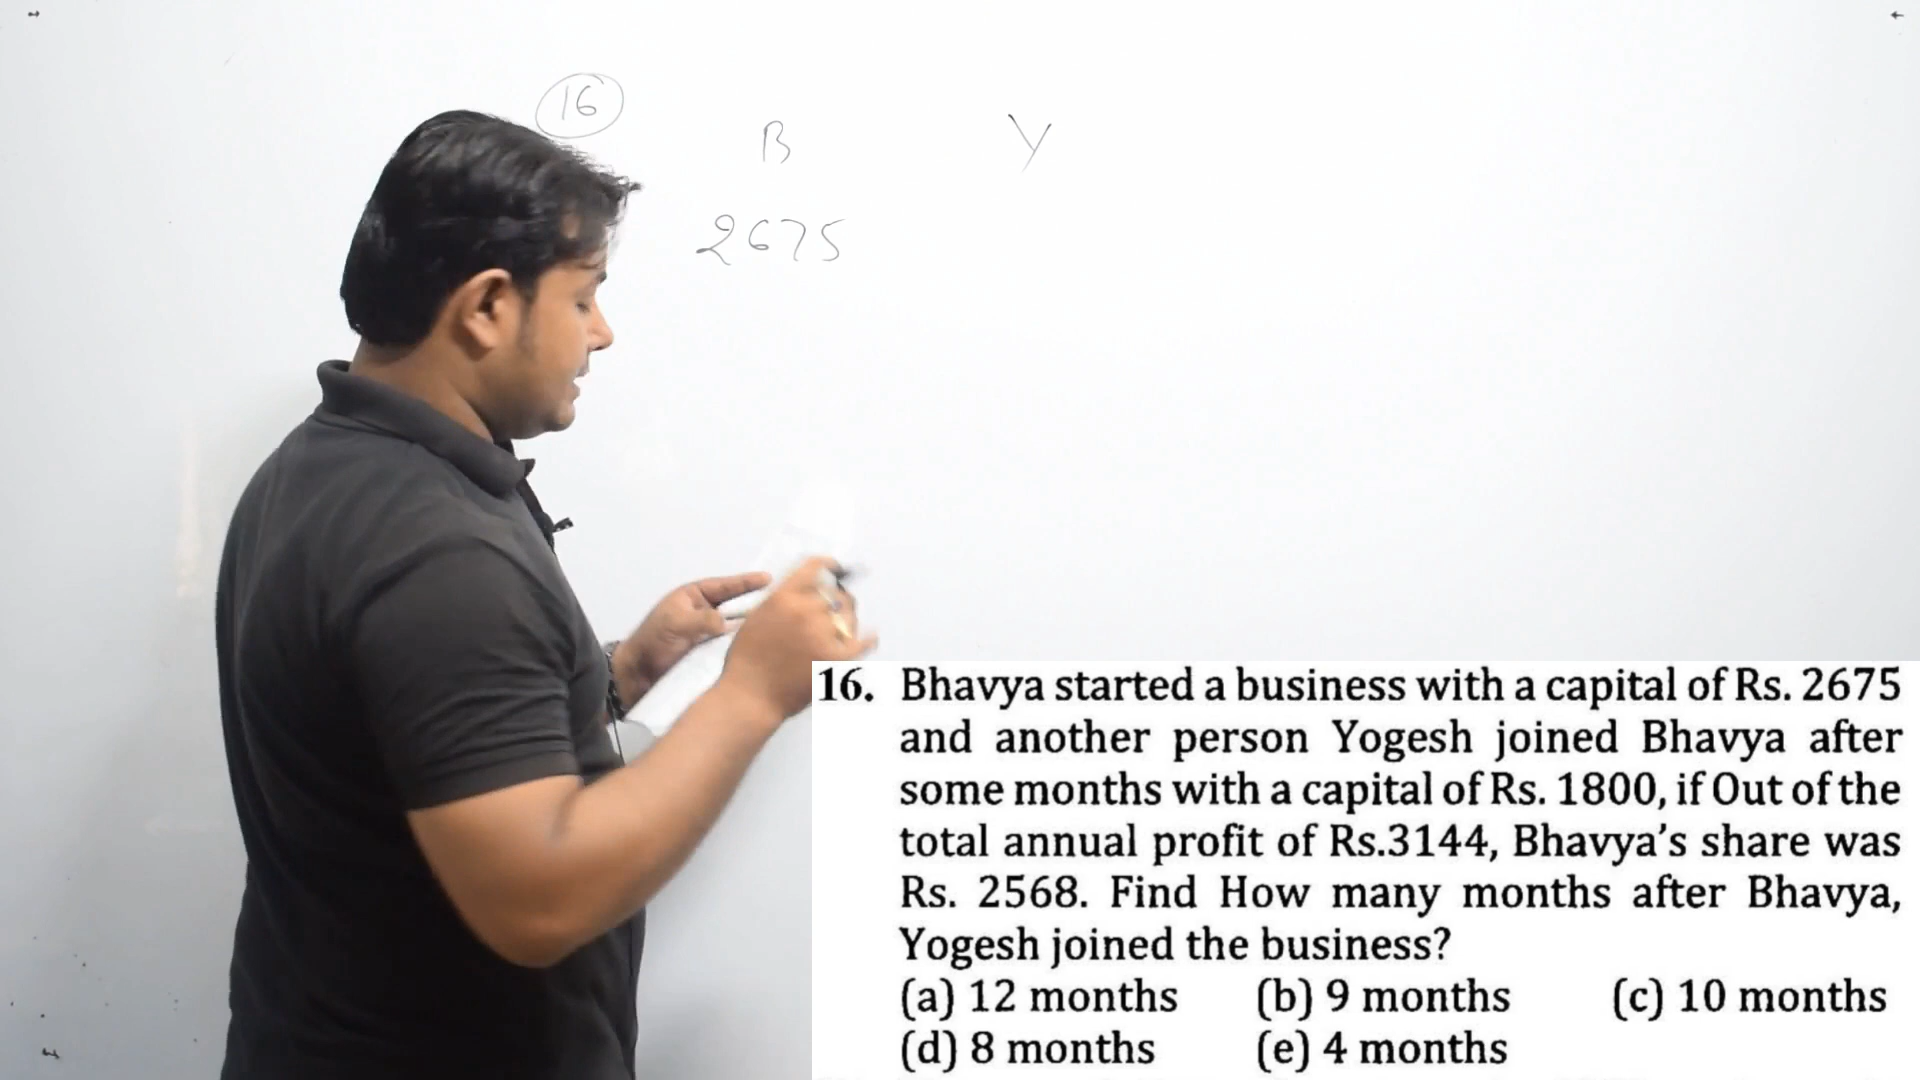 16
B Y
2675
16. Bhavya started a business with a capital of Rs. 2675
and another person Yogesh joined Bhavya after
some months with a capital of Rs. 1800, if Out of the
total annual profit of Rs.3144, Bhavya's share was
Rs. 2568. Find How many months after Bhavya,
Yogesh joined the business?
(a) 12 months (b) 9 months (c) 10 months
(d) 8 months (e) 4 months